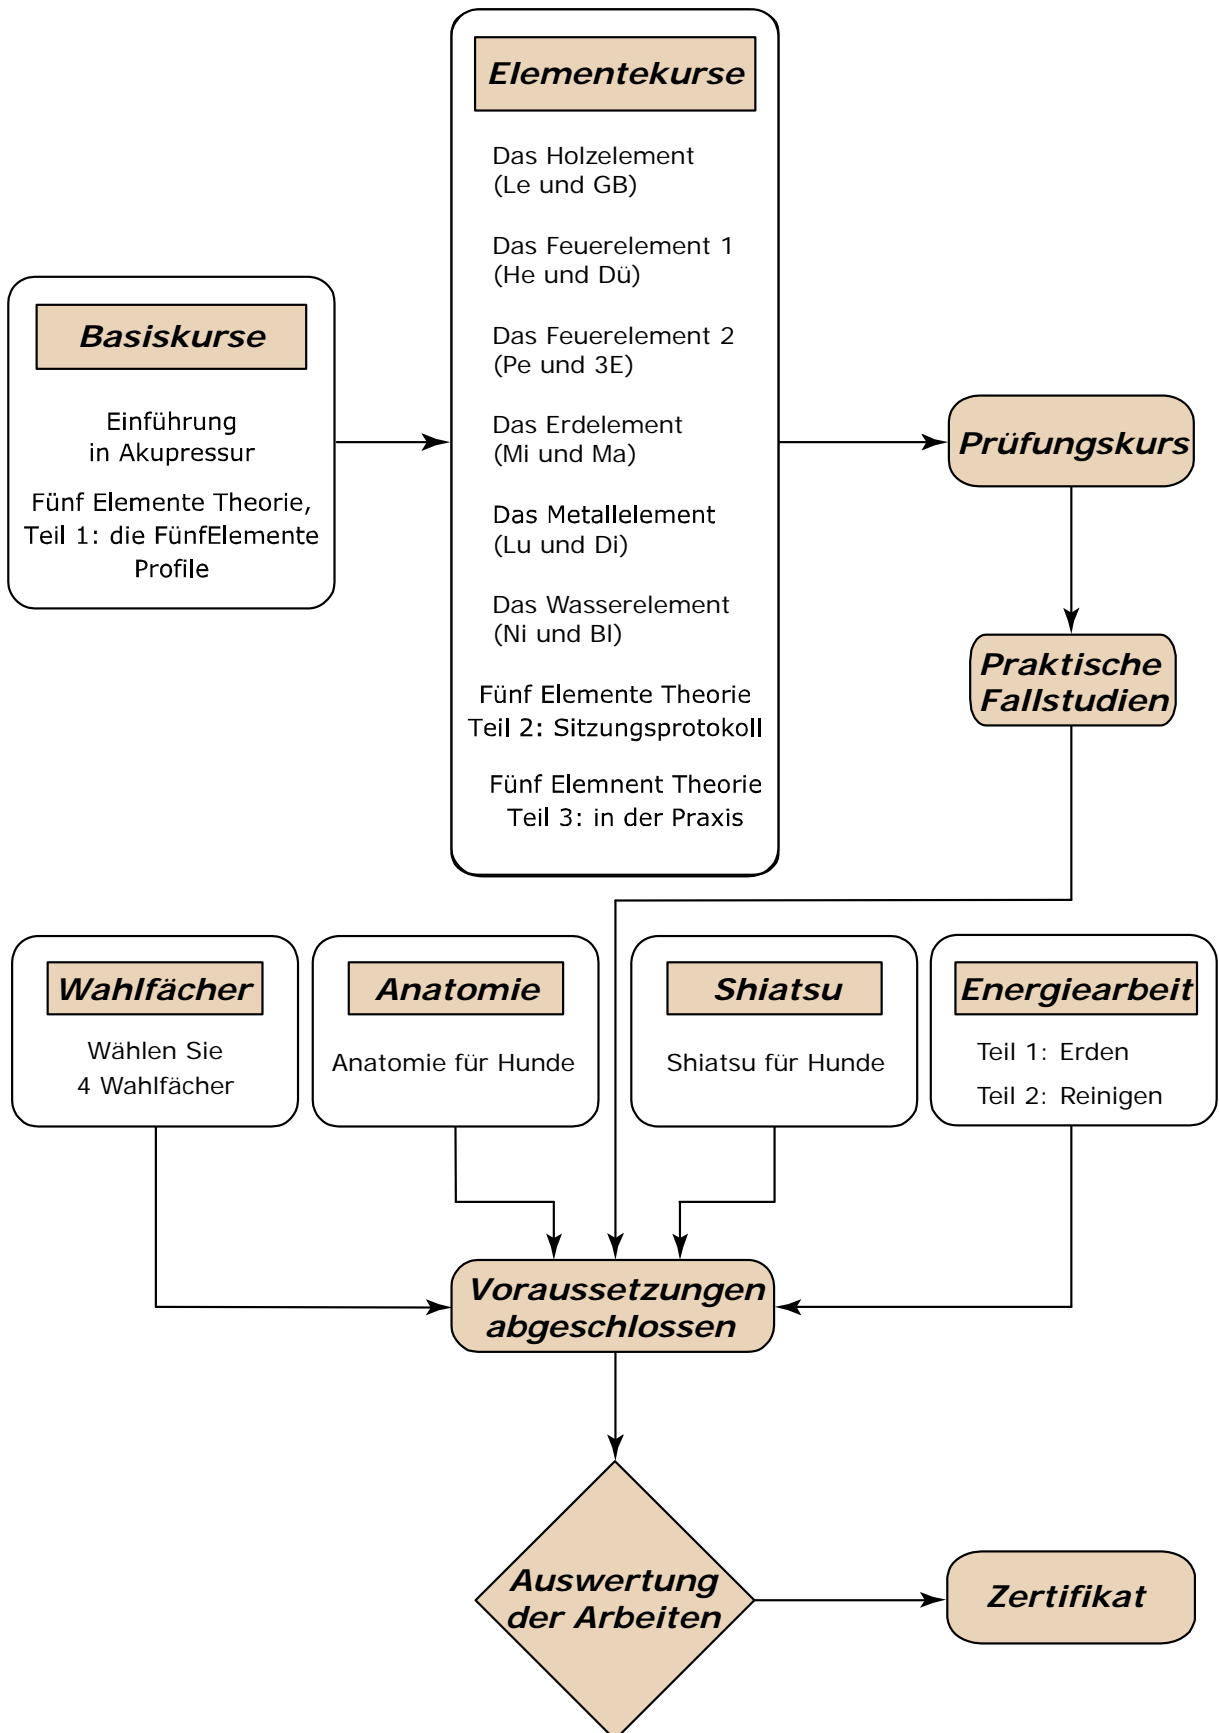 Elementekurse
Das Holzelement
(Le und GB)
Das Feuerelement 1
(He und Dü)
Das Feuerelement 2
(Pe und 3E)
Das Erdelement
(Mi und Ma)
Das Metallelement
(Lu und Di)
Das Wasserelement
(Ni und Bl)
Fünf Elemente Theorie
Teil 2: Sitzungsprotokoll
Fünf Elemnent Theorie
Teil 3: in der Praxis
Basiskurse
Einführung
in Akupressur
Fünf Elemente Theorie,
Teil 1: die FünfElemente
Profile
Prüfungskurs
Praktische
Fallstudien
Wahlfächer
Wählen Sie
4 Wahlfächer
Anatomie
Anatomie für Hunde
Shiatsu
Shiatsu für Hunde
Energiearbeit
Teil 1: Erden
Teil 2: Reinigen
Voraussetzungen
abgeschlossen
Auswertung
der Arbeiten
Zertifikat